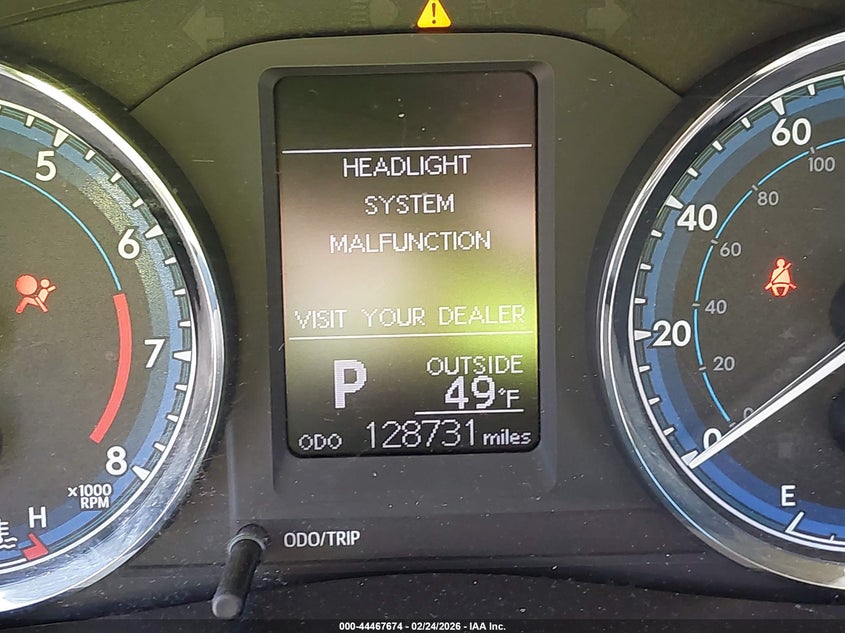 HEADLIGHT
SYSTEM
MALFUNCTION
VISIT YOUR DEALER
P
OUTSIDE
49°F
ODO 128731 miles
5
6
7
8
x1000
RPM
H
ODO/TRIP
60
40
20
0
100
80
60
40
20
0
E
000-44467674 / 02/24/2026 - IAA Inc.